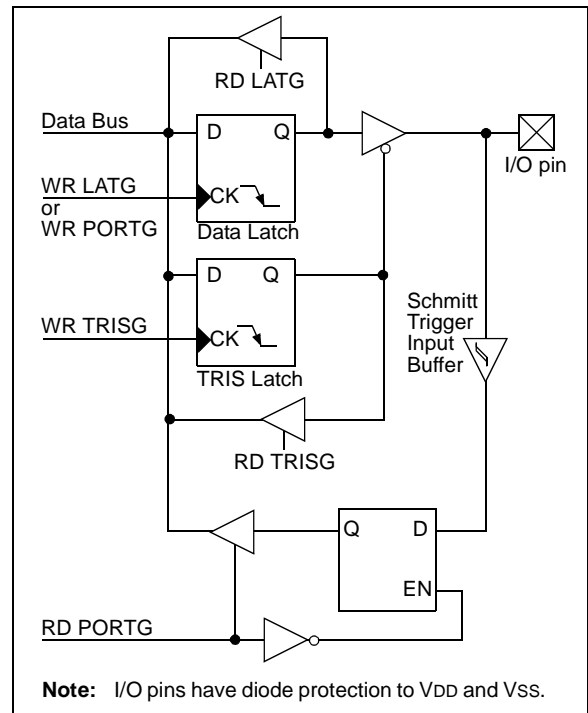 RD LATG
Data Bus
D
Q
I/O pin
WR LATG
or
WR PORTG
CK
Data Latch
D
Q
WR TRISG
CK
TRIS Latch
Schmitt
Trigger
Input
Buffer
RD TRISG
Q
D
EN
RD PORTG
Note: I/O pins have diode protection to VDD and VSS.